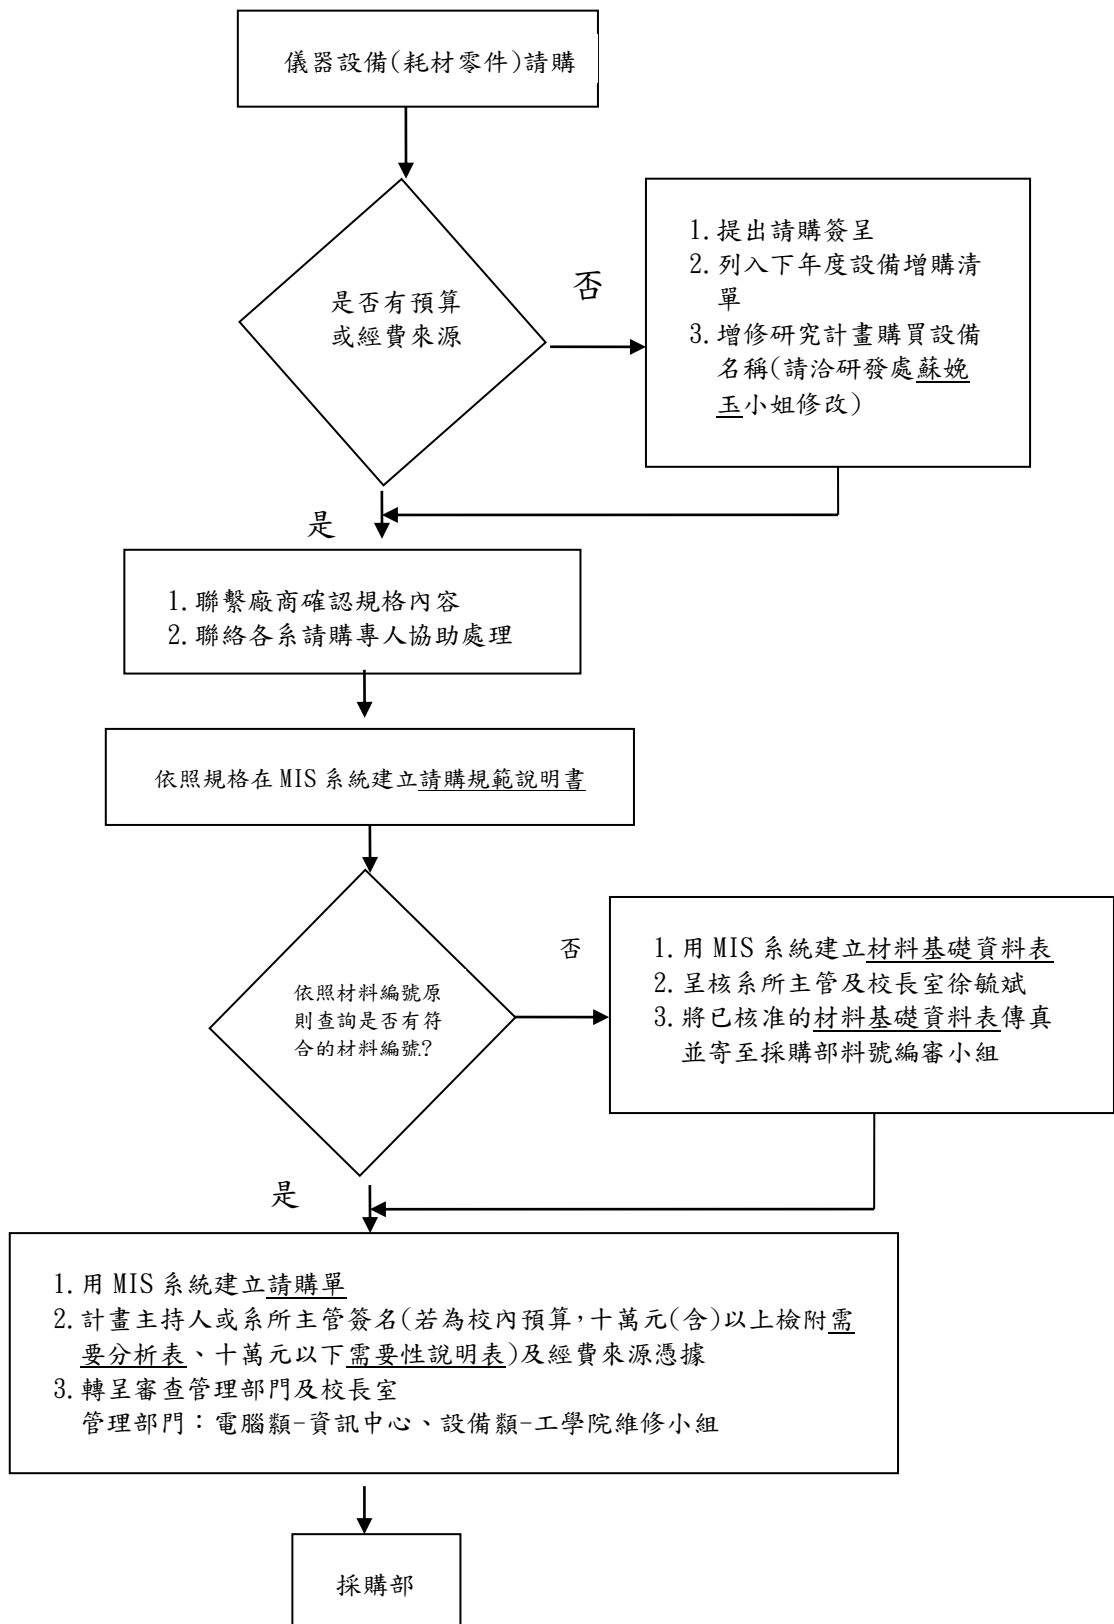 儀器設備(耗材零件)請購
是否有預算
或經費來源
否
1.提出請購簽呈
2.列入下年度設備增購清
單
3.增修研究計畫購買設備
名稱(請洽研發處蘇娩
玉小姐修改)
是
1.聯繫廠商確認規格內容
2.聯絡各系請購專人協助處理
依照規格在 MIS 系統建立請購規範說明書
依照材料編號原
則查詢是否有符
合的材料編號?
否
1.用 MIS 系統建立材料基礎資料表
2.呈核系所主管及校長室徐毓斌
3.將已核准的材料基礎資料表傳真
並寄至採購部料號編審小組
是
1.用 MIS 系統建立請購單
2.計畫主持人或系所主管簽名(若為校內預算,十萬元(含)以上檢附需
要分析表、十萬元以下需要性說明表)及經費來源憑據
3.轉呈審查管理部門及校長室
管理部門：電腦類-資訊中心、設備類-工學院維修小組
採購部